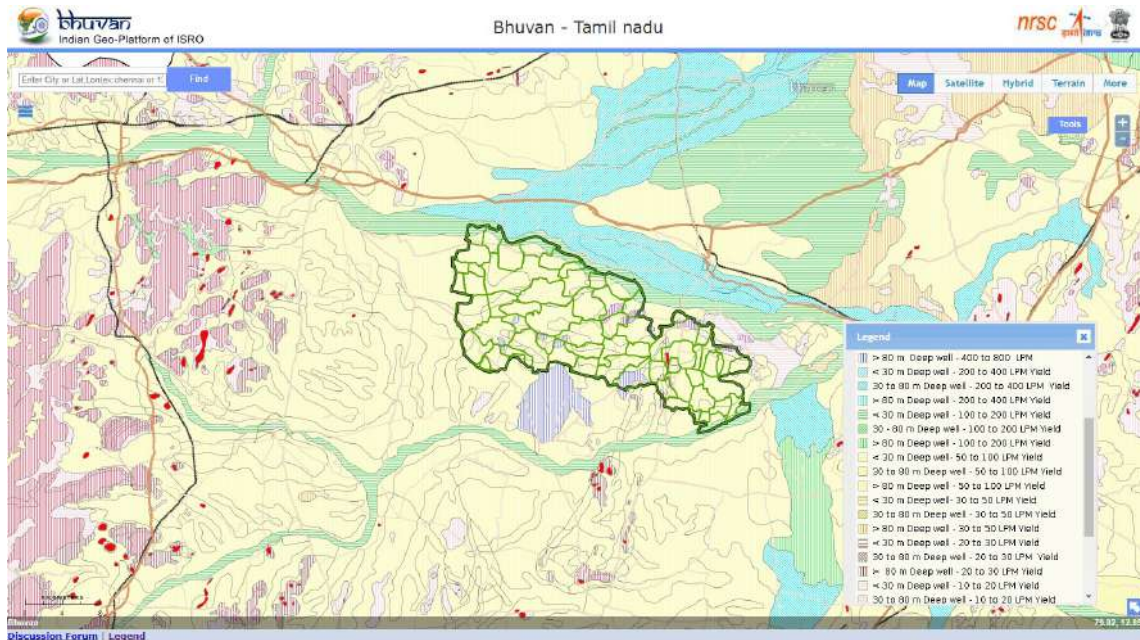 bhuvan
Indian Geo-Platform of ISRO
Bhuvan - Tamil nadu
nrsc
Find
Map Satellite Hybrid Terrain More
Tools
+
-
Legend
x
> 80 m Deep well - 400 to 800 LPM
< 30 m Deep well - 200 to 400 LPM Yield
30 to 80 m Deep well - 200 to 400 LPM Yield
> 80 m Deep well - 200 to 400 LPM Yield
< 30 m Deep well - 100 to 200 LPM Yield
30 - 80 m Deep well - 100 to 200 LPM Yield
> 80 m Deep well - 100 to 200 LPM Yield
< 30 m Deep well - 50 to 100 LPM Yield
30 to 80 m Deep well - 50 to 100 LPM Yield
> 80 m Deep well - 50 to 100 LPM Yield
< 30 m Deep well - 30 to 50 LPM Yield
30 to 80 m Deep well - 30 to 50 LPM Yield
> 80 m Deep well - 30 to 50 LPM Yield
< 30 m Deep well - 20 to 30 LPM Yield
30 to 80 m Deep well - 20 to 30 LPM Yield
> 80 m Deep well - 20 to 30 LPM Yield
< 30 m Deep well - 10 to 20 LPM Yield
30 to 80 m Deep well - 10 to 20 LPM Yield
Bhuvan
Discussion Forum | Legend